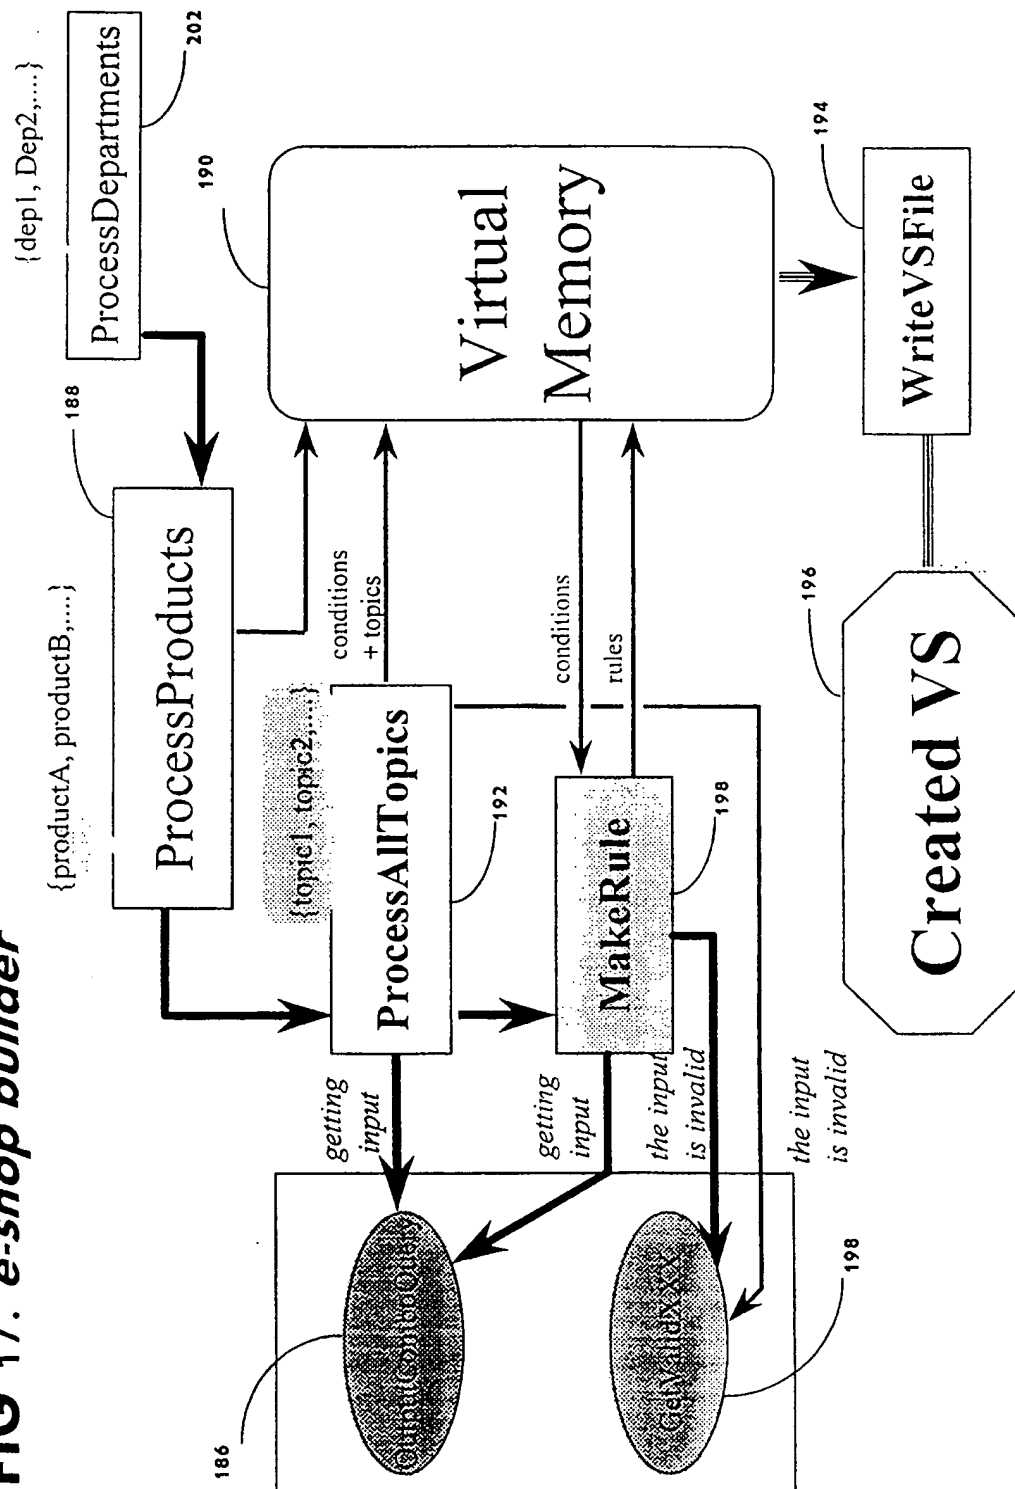 FIG 17. e-shop builder
{dep1, Dep2,....}
ProcessDepartments
202
{productA, productB,....}
ProcessProducts
188
190
Virtual
Memory
{topic1, topic2,....}
ProcessAllTopics
192
conditions
+ topics
getting
input
MakeRule
198
conditions
rules
getting
input
the input
is invalid
the input
is invalid
186
GetValidXXX
198
194
WriteVSFile
196
Created VS